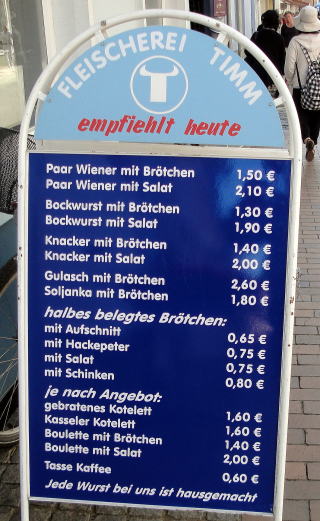 FLEISCHEREI TIMM
empfiehlt heute
Paar Wiener mit Brötchen 1,50 €
Paar Wiener mit Salat 2,10 €
Bockwurst mit Brötchen 1,30 €
Bockwurst mit Salat 1,90 €
Knacker mit Brötchen 1,40 €
Knacker mit Salat 2,00 €
Gulasch mit Brötchen 2,60 €
Soljanka mit Brötchen 1,80 €
halbes belegtes Brötchen:
mit Aufschnitt 0,65 €
mit Hackepeter 0,75 €
mit Salat 0,75 €
mit Schinken 0,80 €
je nach Angebot:
gebratenes Kotelett 1,60 €
Kasseler Kotelett 1,60 €
Boulette mit Brötchen 1,40 €
Boulette mit Salat 2,00 €
Tasse Kaffee 0,60 €
Jede Wurst bei uns ist hausgemacht